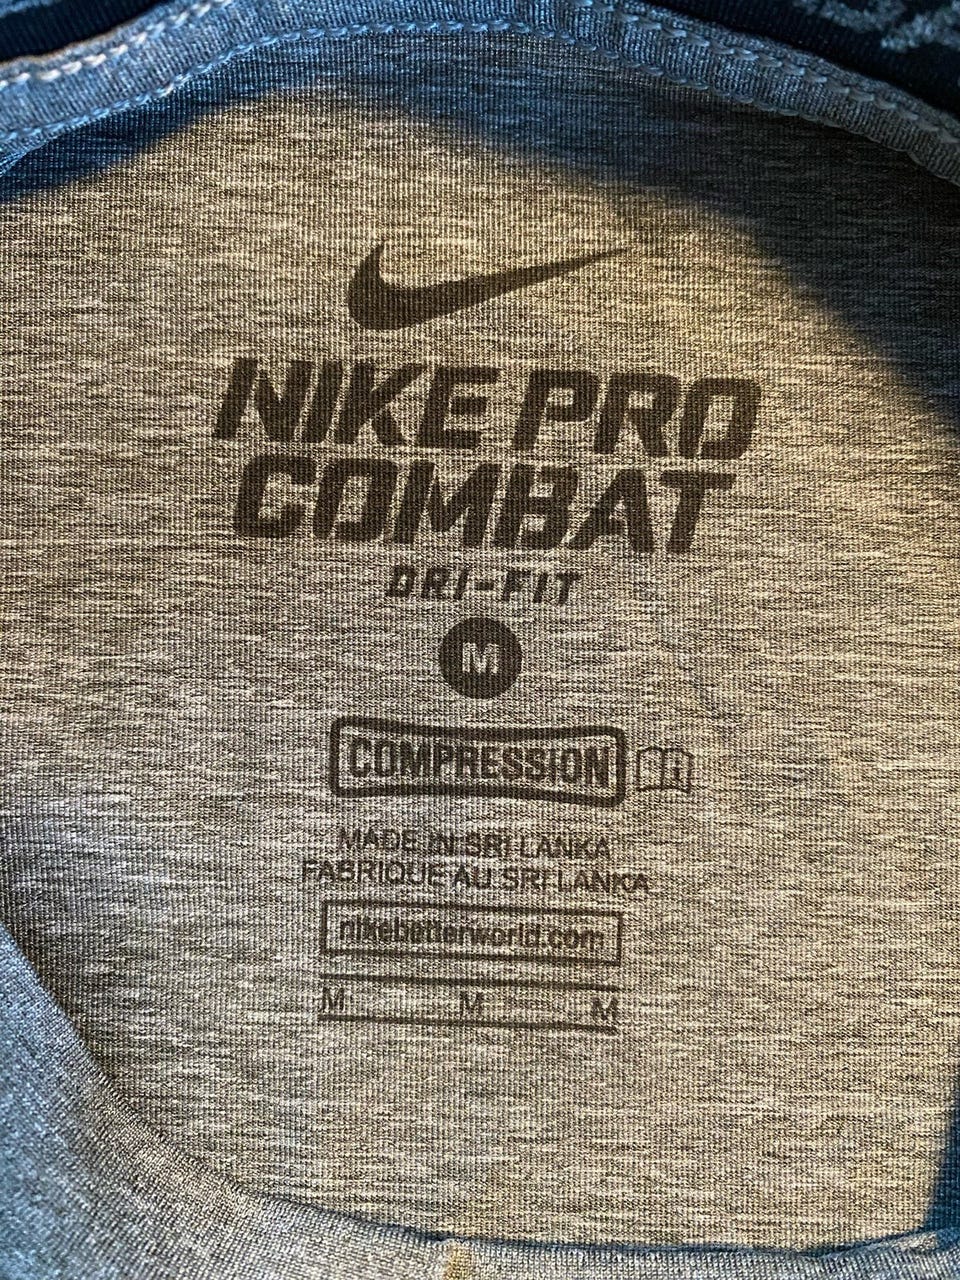 NIKE PRO
COMBAT
DRI-FIT
M
COMPRESSION
MADE IN SRI LANKA
FABRIQUE AU SRI LANKA
nikebetterworld.com
M M M